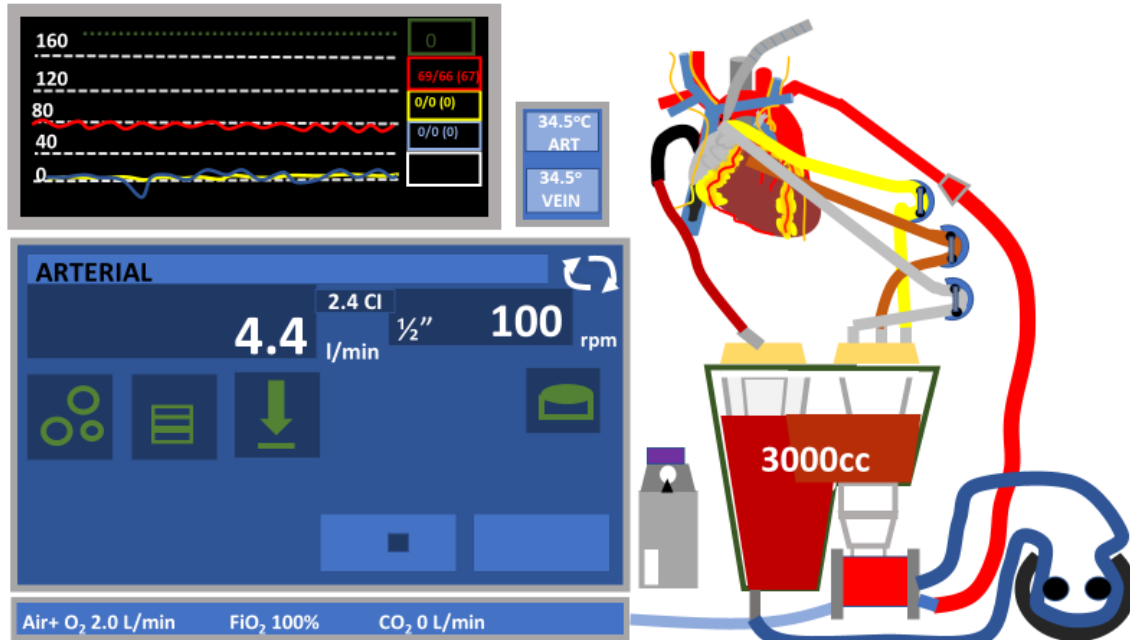 160
0
120
69/66 (67)
0/0 (0)
80
0/0 (0)
40
0
34.5°C
ART
34.5°
VEIN
ARTERIAL
2.4 CI
4.4
l/min
½”
100
rpm
3000cc
Air+ O₂ 2.0 L/min FiO₂ 100% CO₂ 0 L/min